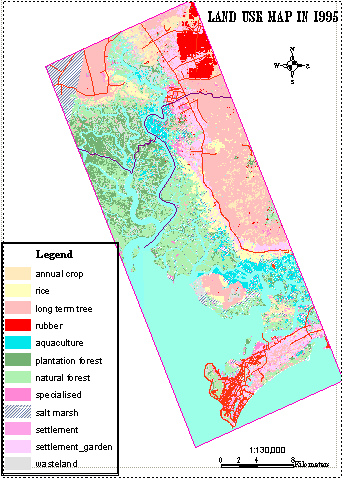 LAND USE MAP IN 1995
N
W
E
S
Legend
annual crop
rice
long term tree
rubber
aquaculture
plantation forest
natural forest
specialised
salt marsh
settlement
settlement_garden
wasteland
1:130,000
0 2 4 8
Kilometers